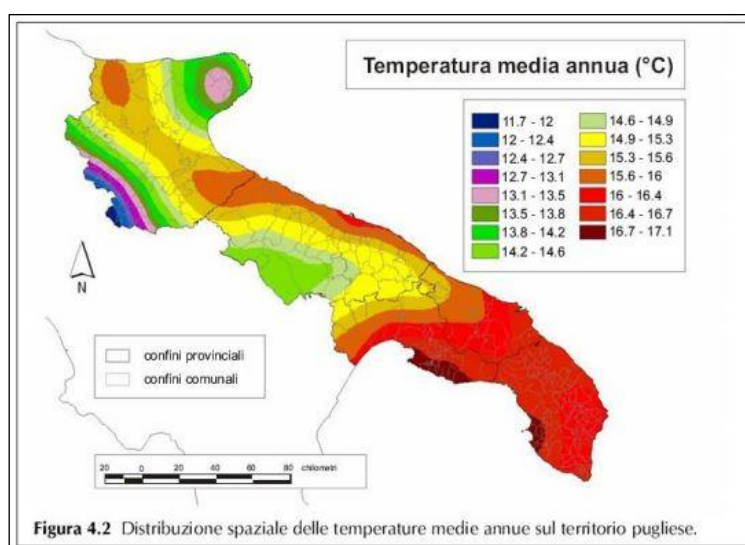 Temperatura media annua (°C)
11.7 - 12
12 - 12.4
12.4 - 12.7
12.7 - 13.1
13.1 - 13.5
13.5 - 13.8
13.8 - 14.2
14.2 - 14.6
14.6 - 14.9
14.9 - 15.3
15.3 - 15.6
15.6 - 16
16 - 16.4
16.4 - 16.7
16.7 - 17.1
N
confini provinciali
confini comunali
20 0 20 40 60 80 chilometri
Figura 4.2 Distribuzione spaziale delle temperature medie annue sul territorio pugliese.